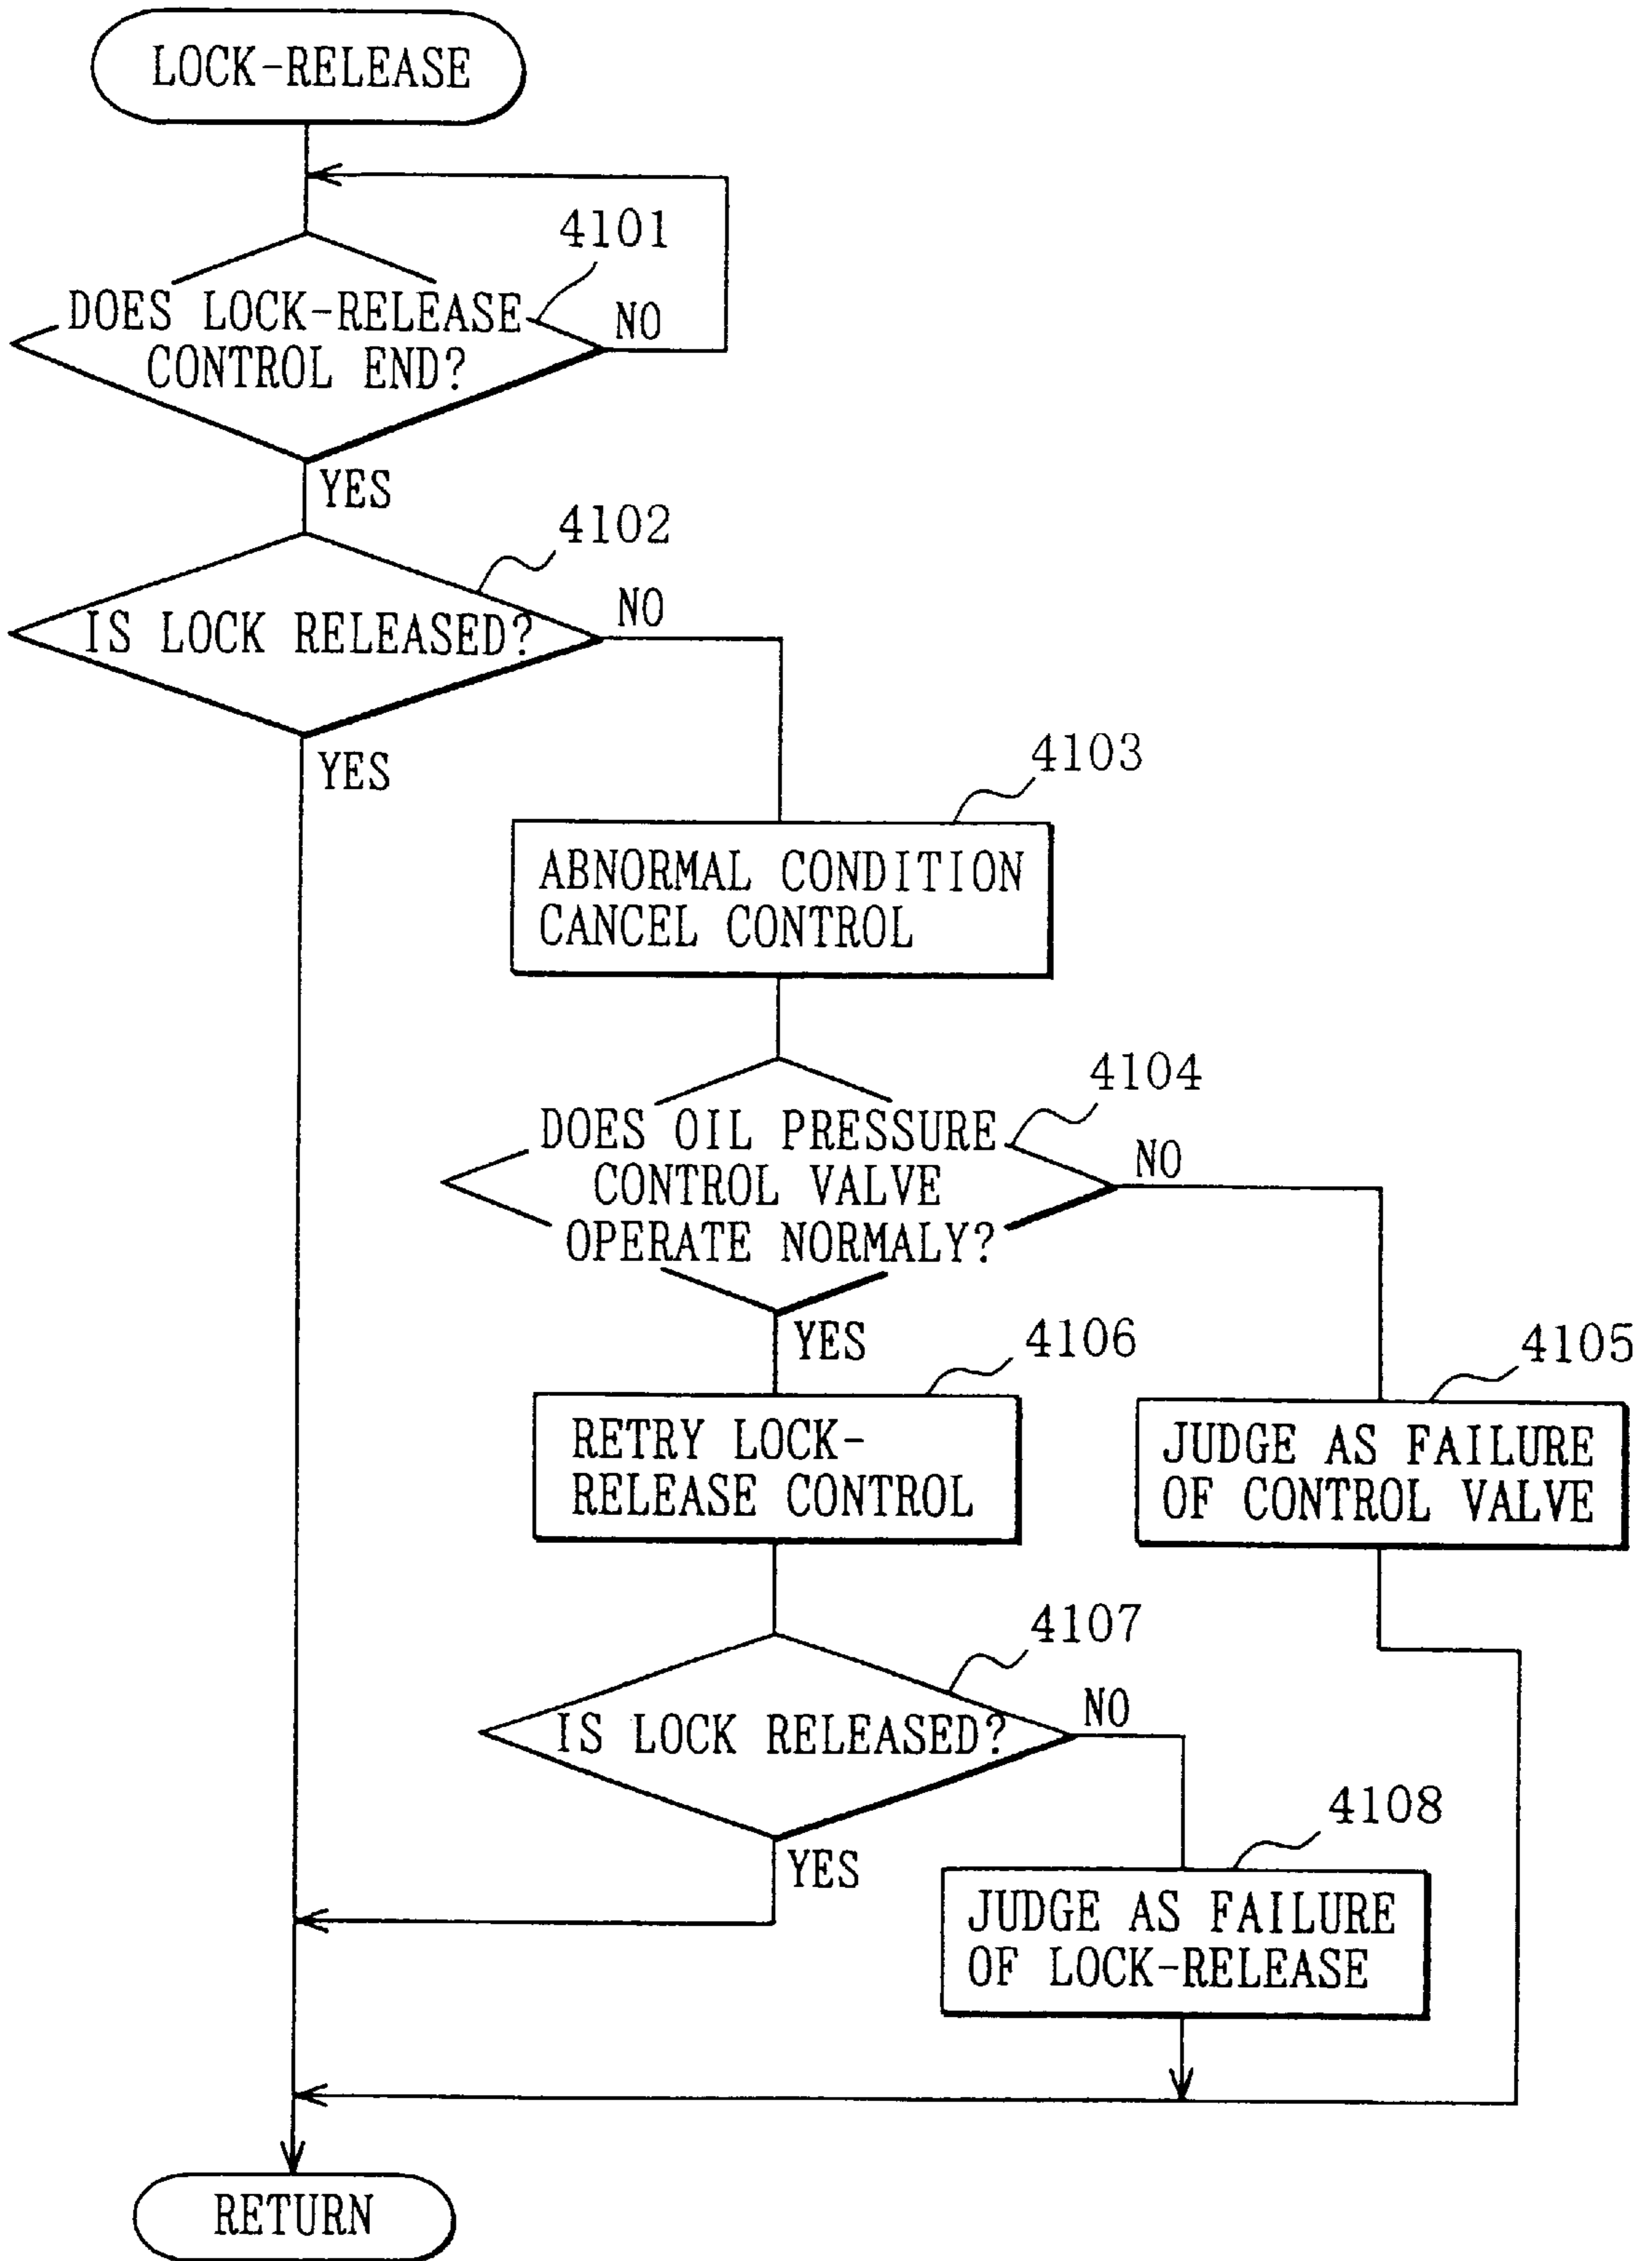 LOCK-RELEASE
4101
DOES LOCK-RELEASE
CONTROL END?
NO
YES
4102
IS LOCK RELEASED?
NO
YES
4103
ABNORMAL CONDITION
CANCEL CONTROL
4104
DOES OIL PRESSURE
CONTROL VALVE
OPERATE NORMALY?
NO
YES
4106
RETRY LOCK-
RELEASE CONTROL
4105
JUDGE AS FAILURE
OF CONTROL VALVE
4107
IS LOCK RELEASED?
NO
YES
4108
JUDGE AS FAILURE
OF LOCK-RELEASE
RETURN